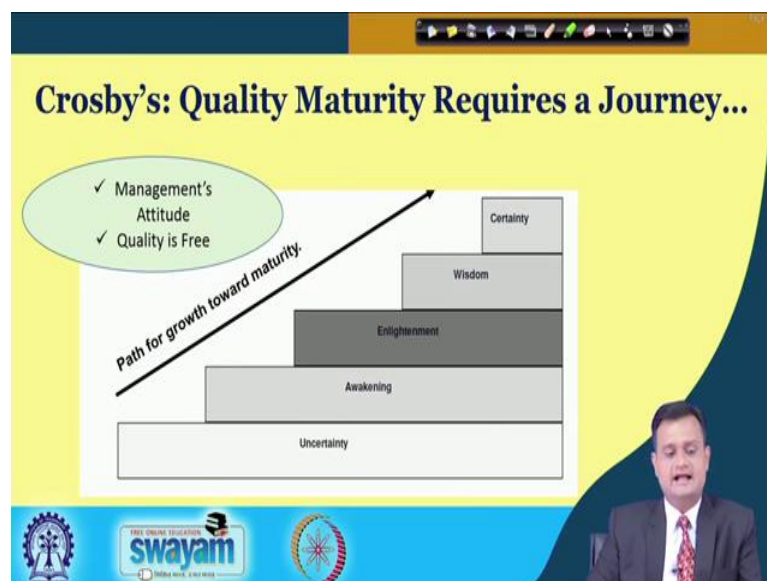 Crosby's: Quality Maturity Requires a Journey...
✓ Management's
Attitude
✓ Quality is Free
Path for growth toward maturity.
Certainty
Wisdom
Enlightenment
Awakening
Uncertainty
FREE ONLINE EDUCATION
swayam